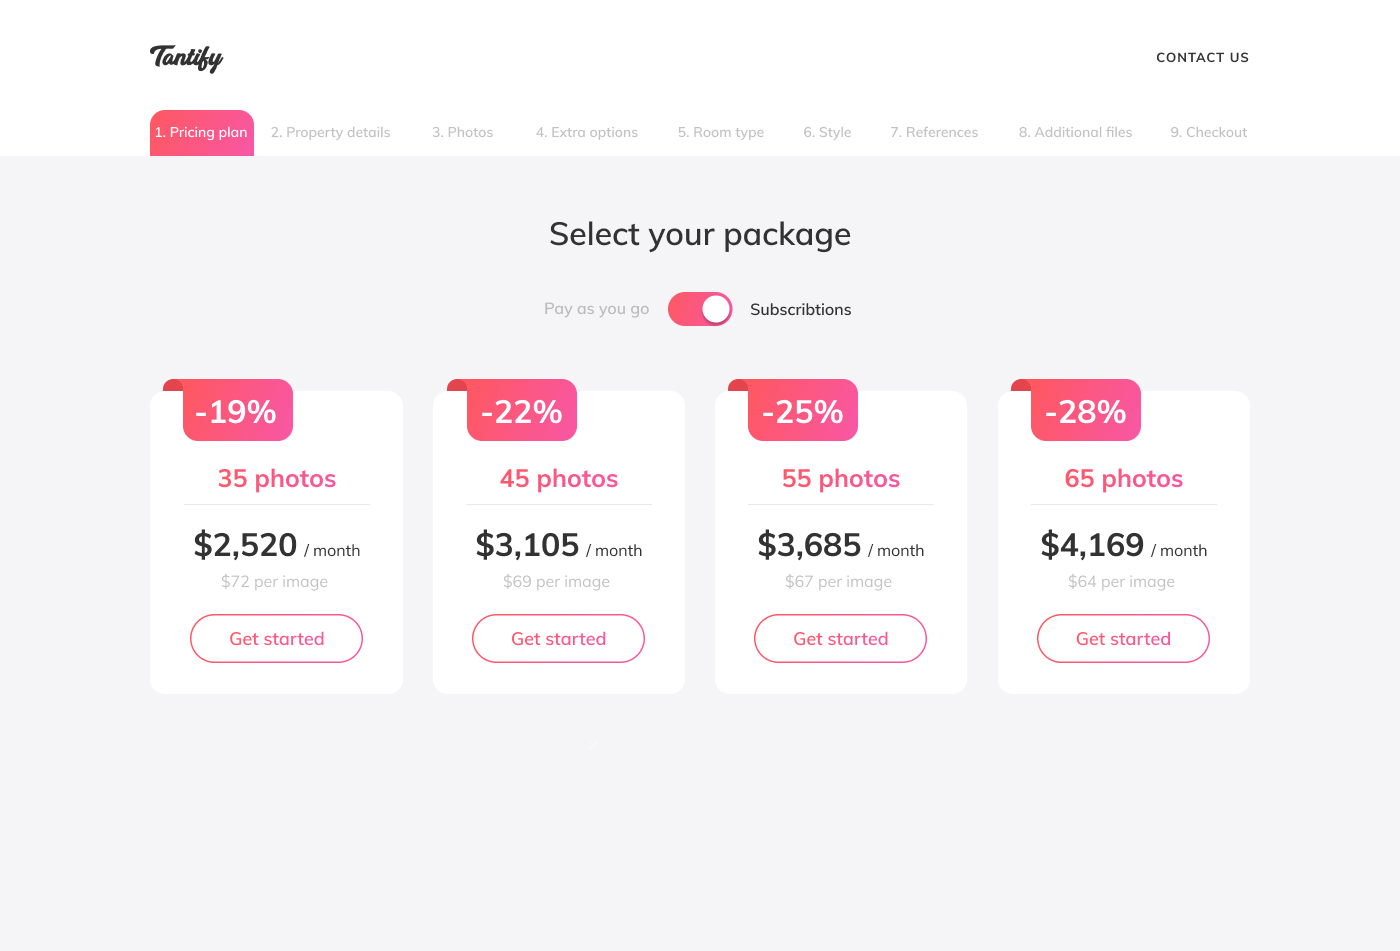 Tantify
CONTACT US
1. Pricing plan 2. Property details 3. Photos 4. Extra options 5. Room type 6. Style 7. References 8. Additional files 9. Checkout
Select your package
Pay as you go Subscribtions
-19%
35 photos
$2,520 / month
$72 per image
Get started
-22%
45 photos
$3,105 / month
$69 per image
Get started
-25%
55 photos
$3,685 / month
$67 per image
Get started
-28%
65 photos
$4,169 / month
$64 per image
Get started